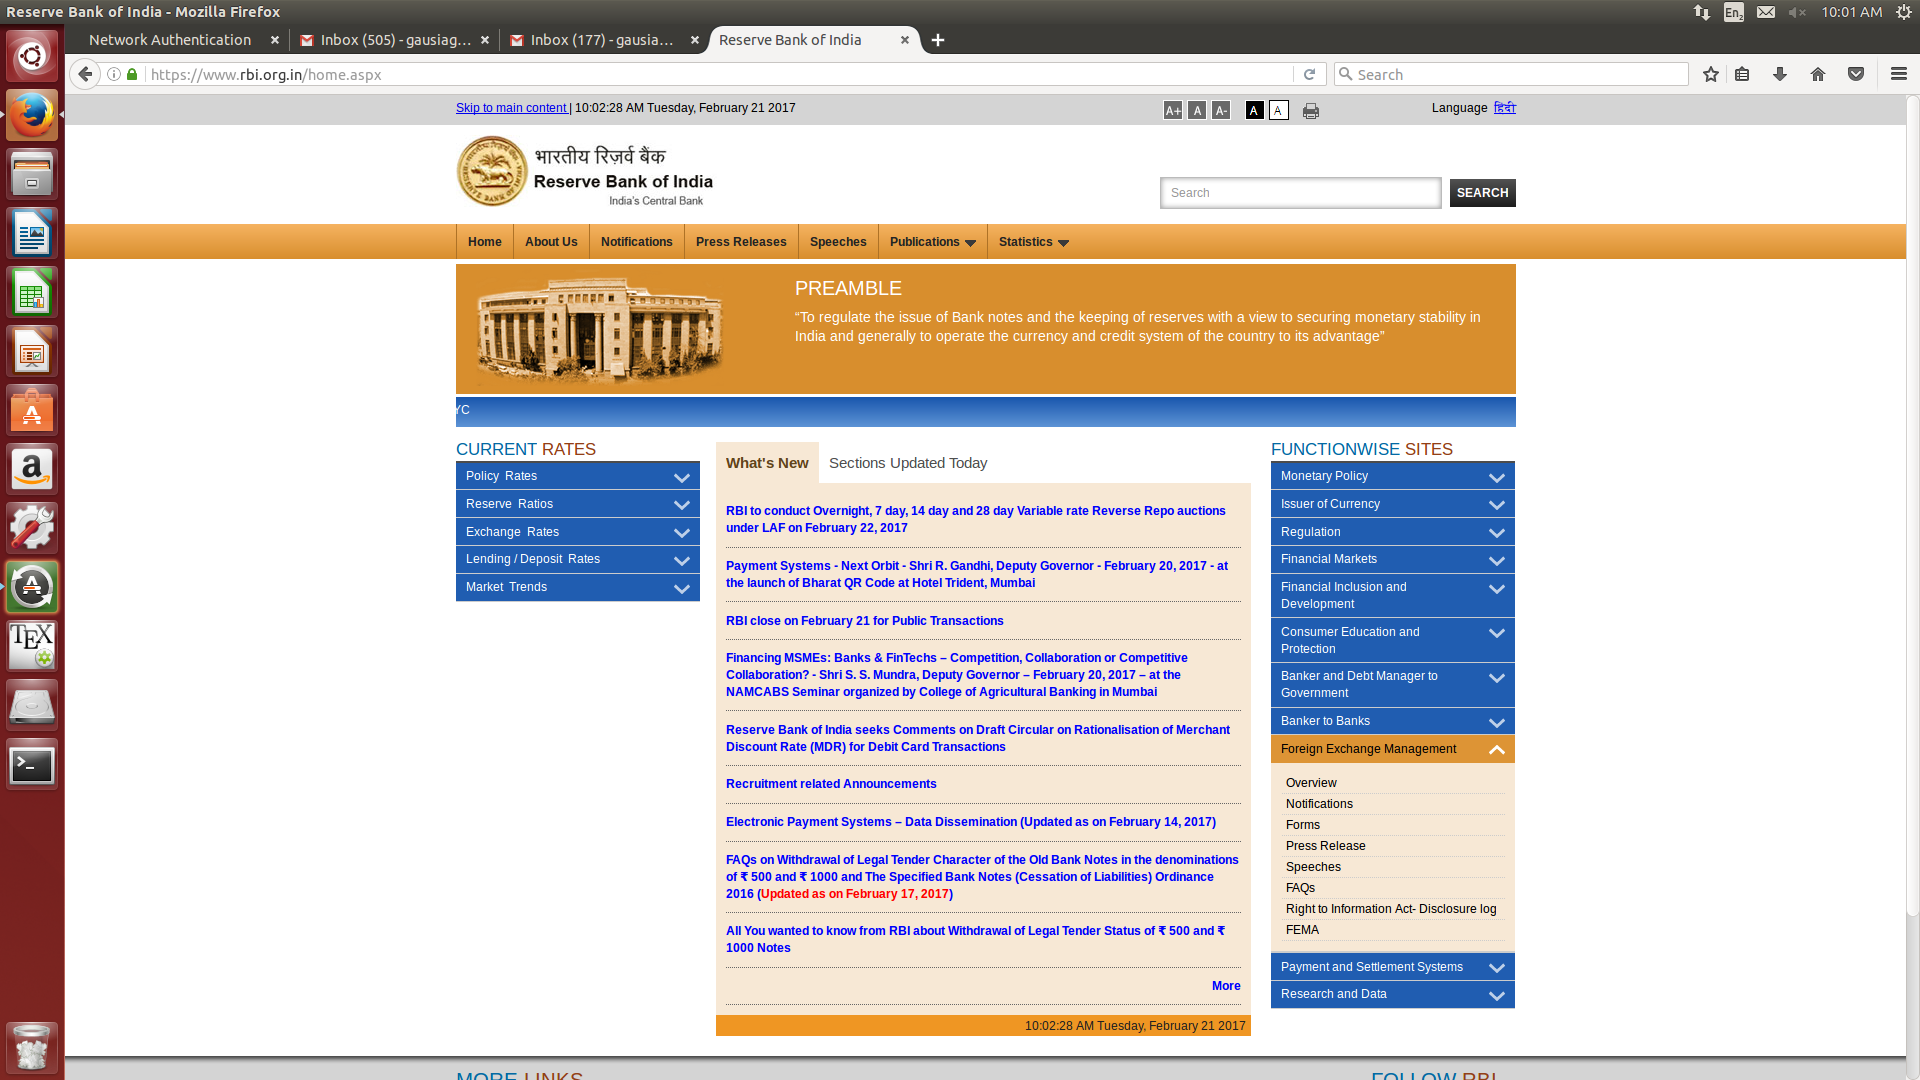 Reserve Bank of India - Mozilla Firefox
En2
10:01 AM
Network Authentication
Inbox (505) - gausiag...
Inbox (177) - gausia...
Reserve Bank of India
https://www.rbi.org.in/home.aspx
Search
Skip to main content | 10:02:28 AM Tuesday, February 21 2017
A+ A A- A A
Language हिंदी
भारतीय रिज़र्व बैंक
Reserve Bank of India
India's Central Bank
Search
SEARCH
Home
About Us
Notifications
Press Releases
Speeches
Publications
Statistics
PREAMBLE
“To regulate the issue of Bank notes and the keeping of reserves with a view to securing monetary stability in
India and generally to operate the currency and credit system of the country to its advantage”
YC
CURRENT RATES
Policy Rates
Reserve Ratios
Exchange Rates
Lending / Deposit Rates
Market Trends
What's New
Sections Updated Today
RBI to conduct Overnight, 7 day, 14 day and 28 day Variable rate Reverse Repo auctions
under LAF on February 22, 2017
Payment Systems - Next Orbit - Shri R. Gandhi, Deputy Governor - February 20, 2017 - at
the launch of Bharat QR Code at Hotel Trident, Mumbai
RBI close on February 21 for Public Transactions
Financing MSMEs: Banks & FinTechs – Competition, Collaboration or Competitive
Collaboration? - Shri S. S. Mundra, Deputy Governor – February 20, 2017 – at the
NAMCABS Seminar organized by College of Agricultural Banking in Mumbai
Reserve Bank of India seeks Comments on Draft Circular on Rationalisation of Merchant
Discount Rate (MDR) for Debit Card Transactions
Recruitment related Announcements
Electronic Payment Systems – Data Dissemination (Updated as on February 14, 2017)
FAQs on Withdrawal of Legal Tender Character of the Old Bank Notes in the denominations
of ₹ 500 and ₹ 1000 and The Specified Bank Notes (Cessation of Liabilities) Ordinance
2016 (Updated as on February 17, 2017)
All You wanted to know from RBI about Withdrawal of Legal Tender Status of ₹ 500 and ₹
1000 Notes
More
10:02:28 AM Tuesday, February 21 2017
FUNCTIONWISE SITES
Monetary Policy
Issuer of Currency
Regulation
Financial Markets
Financial Inclusion and
Development
Consumer Education and
Protection
Banker and Debt Manager to
Government
Banker to Banks
Foreign Exchange Management
Overview
Notifications
Forms
Press Release
Speeches
FAQs
Right to Information Act- Disclosure log
FEMA
Payment and Settlement Systems
Research and Data
MORE LINKS
FOLLOW RBI